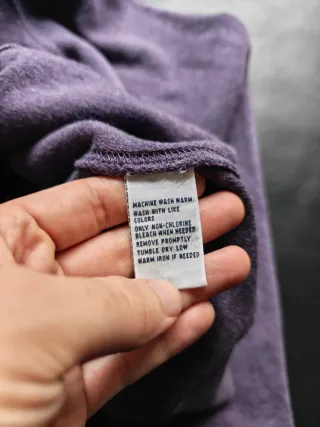 MACHINE WASH WARM.
WASH WITH LIKE
COLORS
ONLY NON-CHLORINE
BLEACH WHEN NEEDED
REMOVE PROMPTLY.
TUMBLE DRY. LOW
WARM IRON IF NEEDED